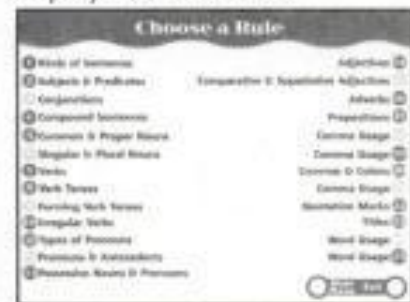 Choose a Rule
Kinds of Sentences
Subjects & Predicates
Conjunctions
Compound Sentences
Common & Proper Nouns
Singular & Plural Nouns
Verbs
Verb Tenses
Forming Verb Tenses
Irregular Verbs
Types of Pronouns
Pronouns & Antecedents
Possessive Nouns & Pronouns
Adjectives
Comparative & Superlative Adjectives
Adverbs
Prepositions
Comma Usage
Comma Usage
Commas & Colons
Comma Usage
Quotation Marks
Titles
Word Usage
Word Usage